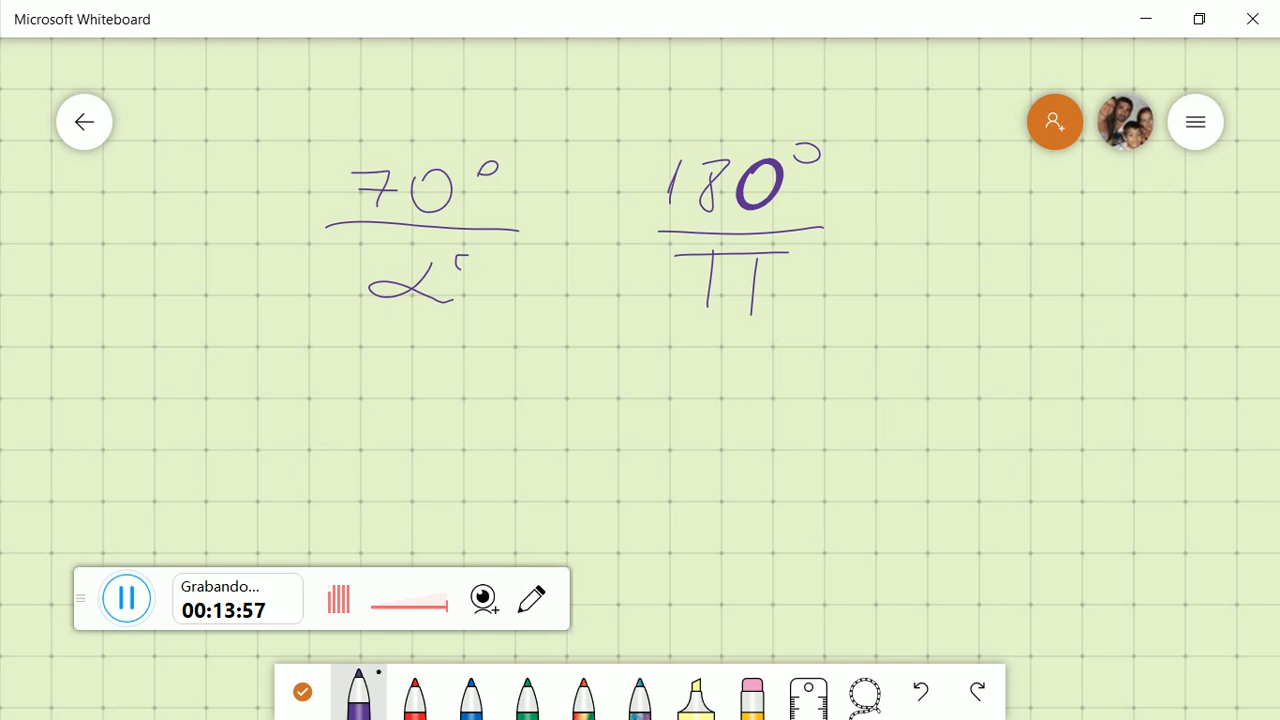 Microsoft Whiteboard
70° 180°
α ͬ π
Grabando...
00:13:57